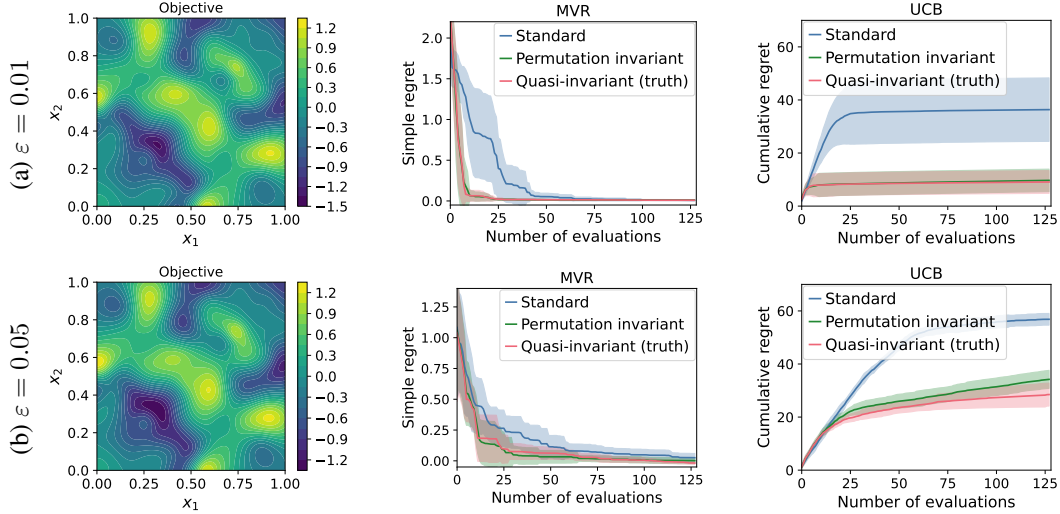 (a) ε = 0.01
Objective
1.0
0.8
0.6
0.4
0.2
0.0
x2
0.00 0.25 0.50 0.75 1.00
x1
1.2
0.9
0.6
0.3
0.0
−0.3
−0.6
−0.9
−1.2
−1.5
MVR
Standard
Permutation invariant
Quasi-invariant (truth)
2.0
1.5
1.0
0.5
0.0
Simple regret
0 25 50 75 100 125
Number of evaluations
UCB
Standard
Permutation invariant
Quasi-invariant (truth)
60
40
20
0
Cumulative regret
0 25 50 75 100 125
Number of evaluations
(b) ε = 0.05
Objective
1.0
0.8
0.6
0.4
0.2
0.0
x2
0.00 0.25 0.50 0.75 1.00
x1
1.2
0.9
0.6
0.3
0.0
−0.3
−0.6
−0.9
−1.2
MVR
Standard
Permutation invariant
Quasi-invariant (truth)
1.25
1.00
0.75
0.50
0.25
0.00
Simple regret
0 25 50 75 100 125
Number of evaluations
UCB
Standard
Permutation invariant
Quasi-invariant (truth)
60
40
20
0
Cumulative regret
0 25 50 75 100 125
Number of evaluations